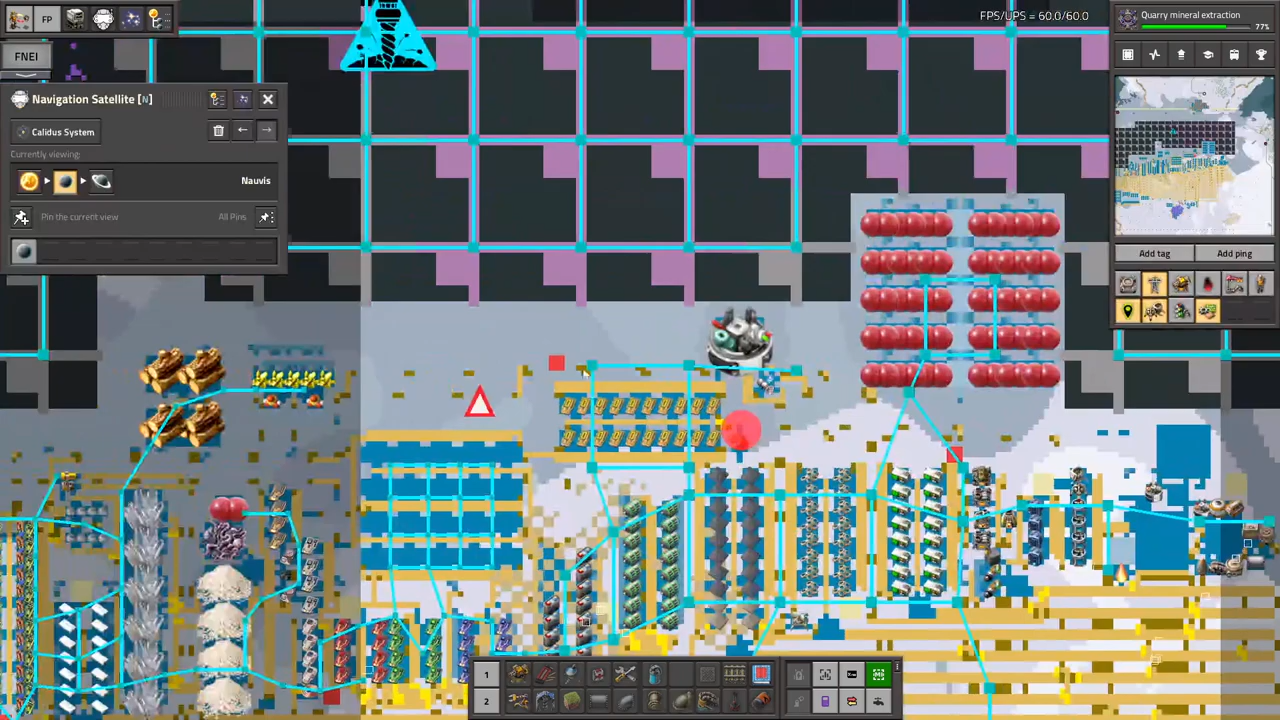 FP
FPS/UPS = 60.0/60.0
Quarry mineral extraction
77%
FNEI
Navigation Satellite [N]
Calidus System
Currently viewing:
Nauvis
Pin the current view
All Pins
Add tag
Add ping
1
2